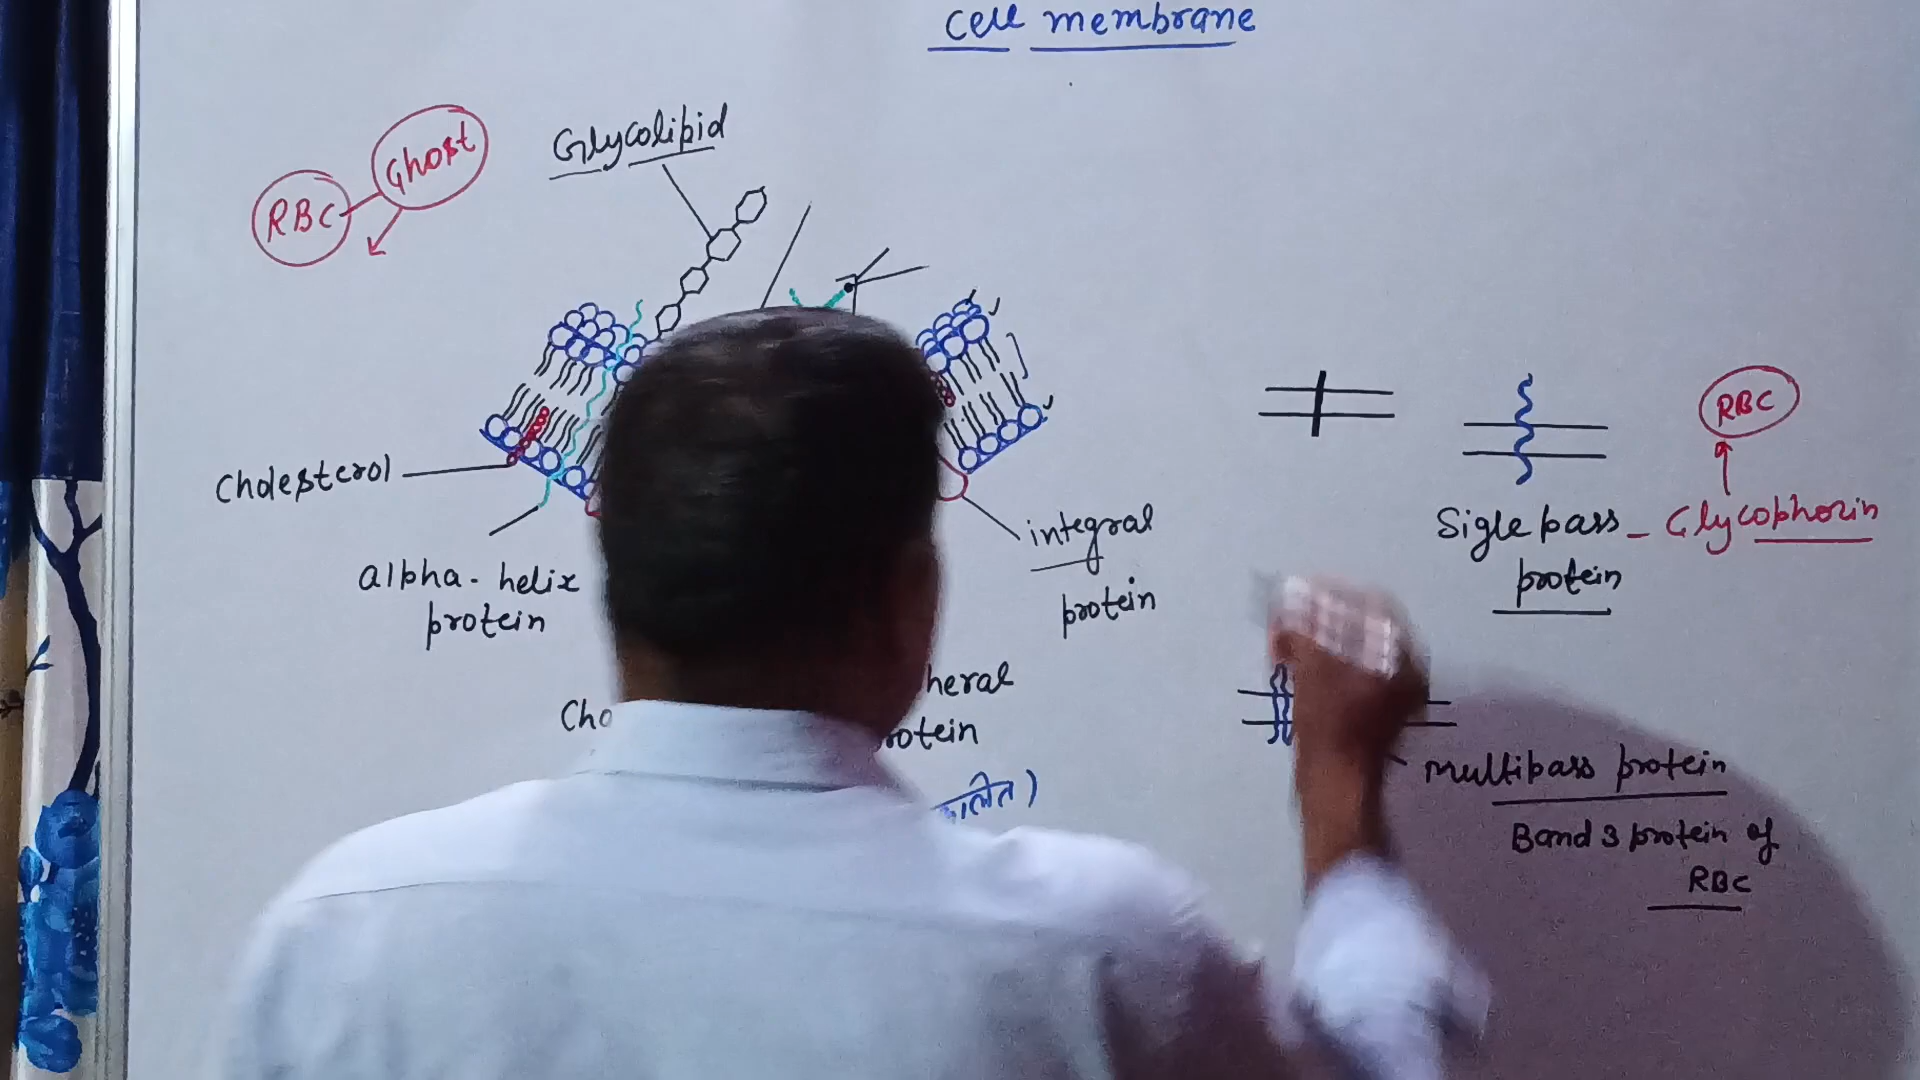 Cell membrane
Glycolipid
RBC
Ghost
Cholesterol
alpha-helix
protein
integral
protein
Cho
heral
rotein
RBC
Sigle pass - Glycophorin
protein
multipass protein
Band 3 protein of
RBC